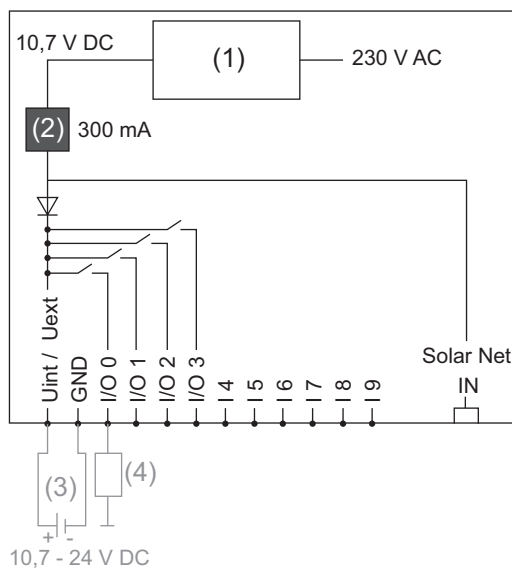 10,7 V DC
(1)
230 V AC
(2)
300 mA
Uint / Uext
GND
I/O 0
I/O 1
I/O 2
I/O 3
I 4
I 5
I 6
I 7
I 8
I 9
Solar Net
IN
(3)
(4)
+ -
10,7 - 24 V DC